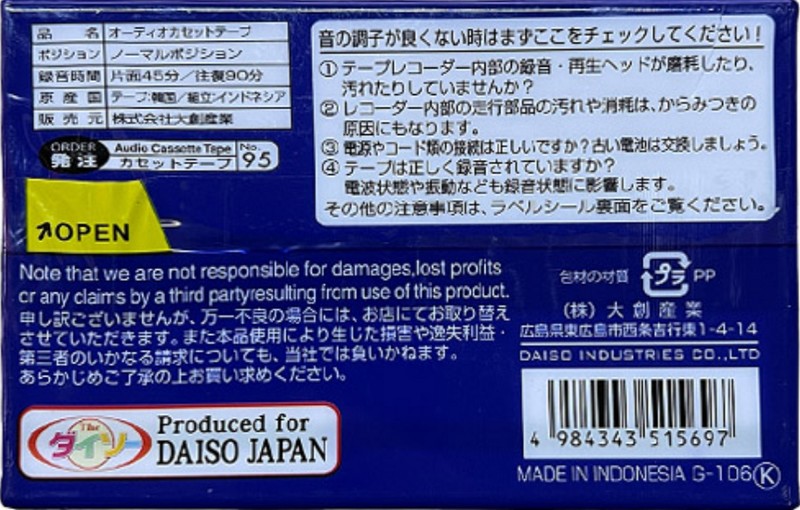 品名 オーディオカセットテープ
ポジション ノーマルポジション
録音時間 片面45分／往復90分
原産国 テープ:韓国／組立:インドネシア
販売元 株式会社大創産業
ORDER 発注 Audio Cassette Tape カセットテープ No. 95
↗OPEN
音の調子が良くない時はまずここをチェックしてください！
①テープレコーダー内部の録音・再生ヘッドが磨耗したり、
汚れたりしていませんか？
②レコーダー内部の走行部品の汚れや消耗は、からみつきの
原因にもなります。
③電源やコード類の接続は正しいですか？古い電池は交換しましょう。
④テープは正しく録音されていますか？
電波状態や振動なども録音状態に影響します。
その他の注意事項は、ラベルシール裏面をご覧ください。
Note that we are not responsible for damages,lost profits
or any claims by a third partyresulting from use of this product.
申し訳ございませんが、万一不良の場合には、お店にてお取り替え
させていただきます。また本品使用により生じた損害や逸失利益・
第三者のいかなる請求についても、当社では負いかねます。
あらかじめご了承の上お買い求めください。
The ダイソー
Produced for
DAISO JAPAN
包材の材質 プラ PP
(株)大創産業
広島県東広島市西条吉行東1-4-14
DAISO INDUSTRIES CO.,LTD
4 984343 515697
MADE IN INDONESIA G-106 K